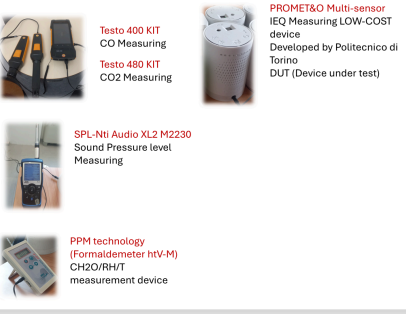 Testo 400 KIT
CO Measuring
Testo 480 KIT
CO2 Measuring
PROMET&O Multi-sensor
IEQ Measuring LOW-COST
device
Developed by Politecnico di
Torino
DUT (Device under test)
SPL-Nti Audio XL2 M2230
Sound Pressure level
Measuring
PPM technology
(Formaldemeter htV-M)
CH2O/RH/T
measurement device